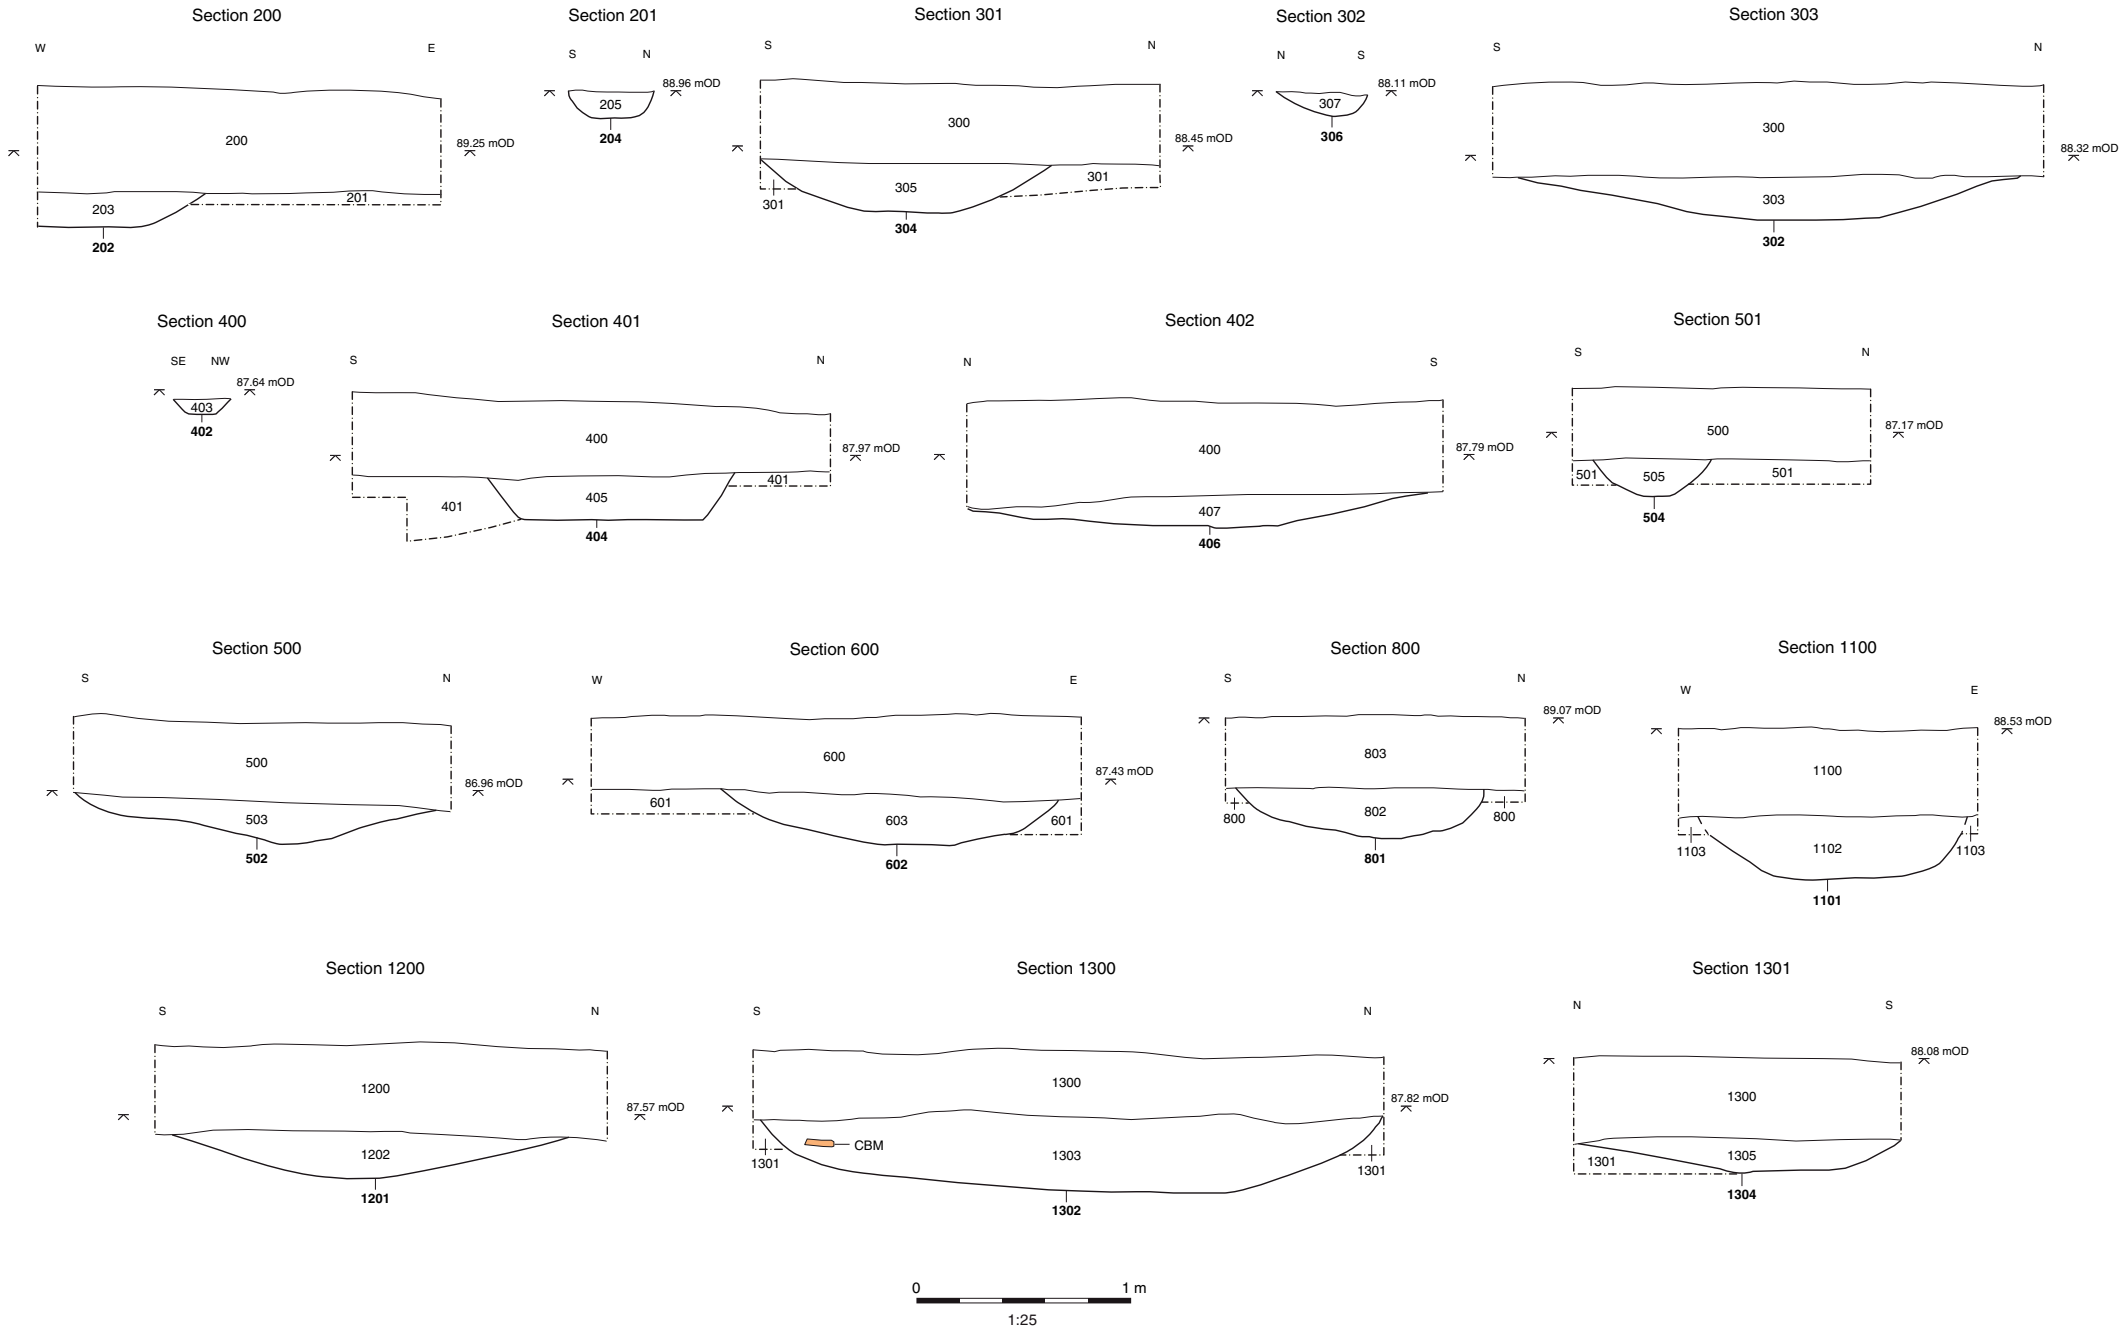 Section 200
W E
89.25 mOD
200
201
203
202
Section 201
S N
88.96 mOD
205
204
Section 301
S N
88.45 mOD
300
305
301
301
304
Section 302
N S
88.11 mOD
307
306
Section 303
S N
88.32 mOD
300
303
302
Section 400
SE NW
87.64 mOD
403
402
Section 401
S N
87.97 mOD
400
401
405
401
404
Section 402
N S
87.79 mOD
400
407
406
Section 501
S N
87.17 mOD
500
501
505
501
504
Section 500
S N
86.96 mOD
500
503
502
Section 600
W E
87.43 mOD
600
601
603
601
602
Section 800
S N
89.07 mOD
803
802
800
800
801
Section 1100
W E
88.53 mOD
1100
1102
1103
1103
1101
Section 1200
S N
87.57 mOD
1200
1202
1201
Section 1300
S N
87.82 mOD
1300
CBM
1303
1301
1301
1302
Section 1301
N S
88.08 mOD
1300
1301
1305
1304
0 1 m
1:25